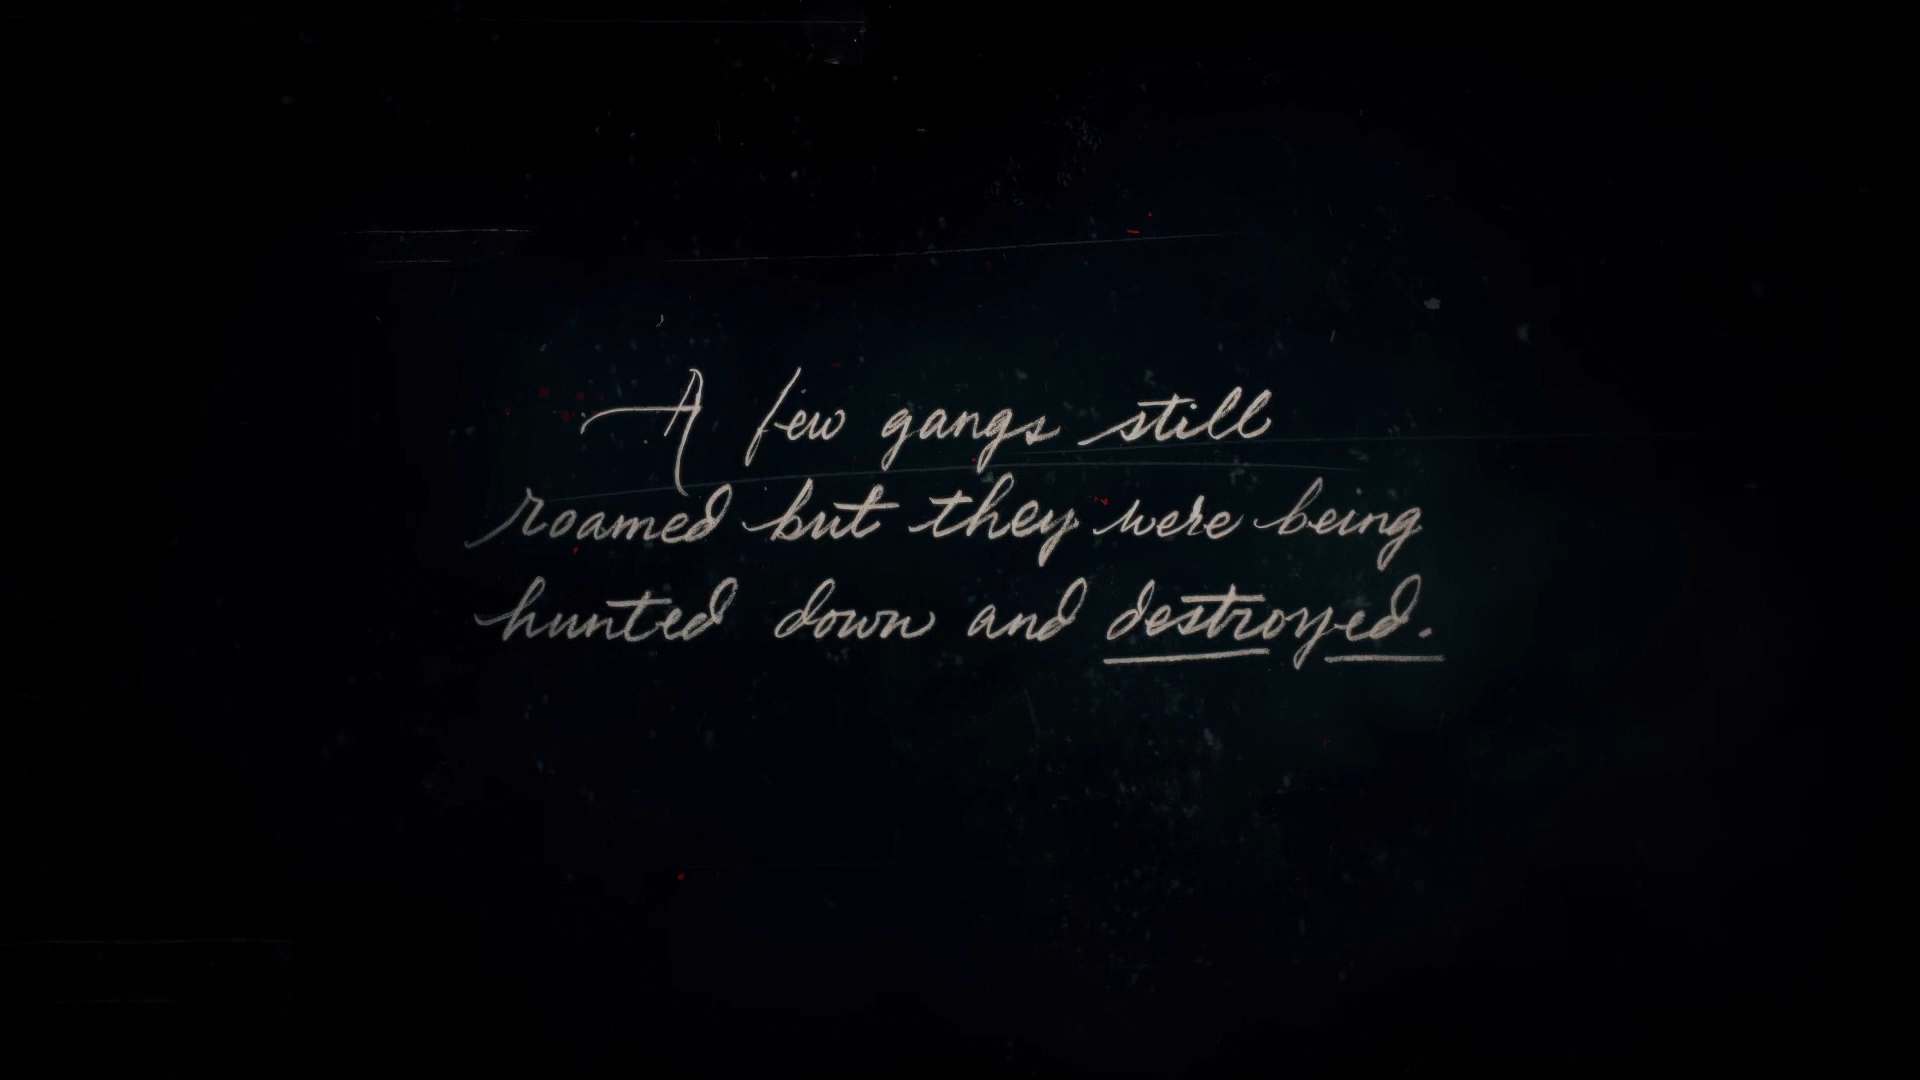 A few gangs still
roamed but they were being
hunted down and destroyed.